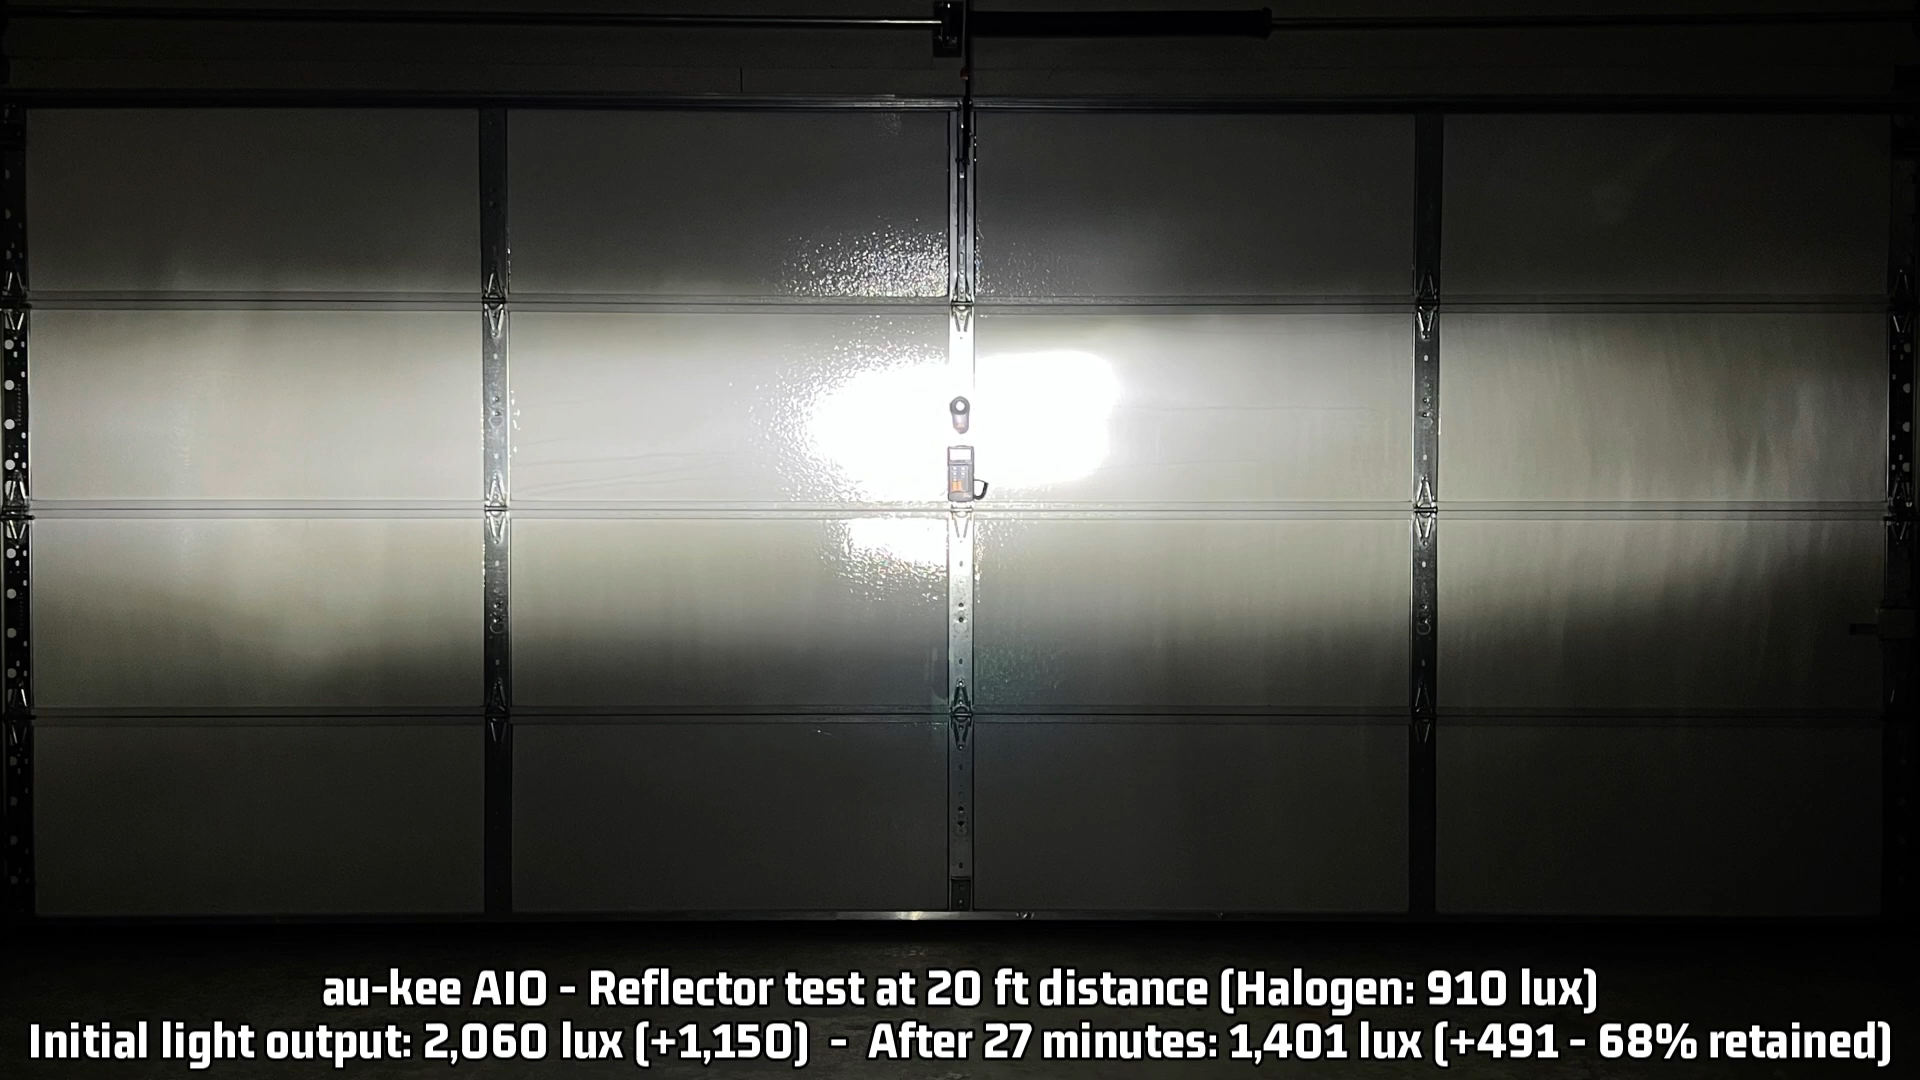 au-kee AIO - Reflector test at 20 ft distance (Halogen: 910 lux)
Initial light output: 2,060 lux (+1,150) - After 27 minutes: 1,401 lux (+491 - 68% retained)